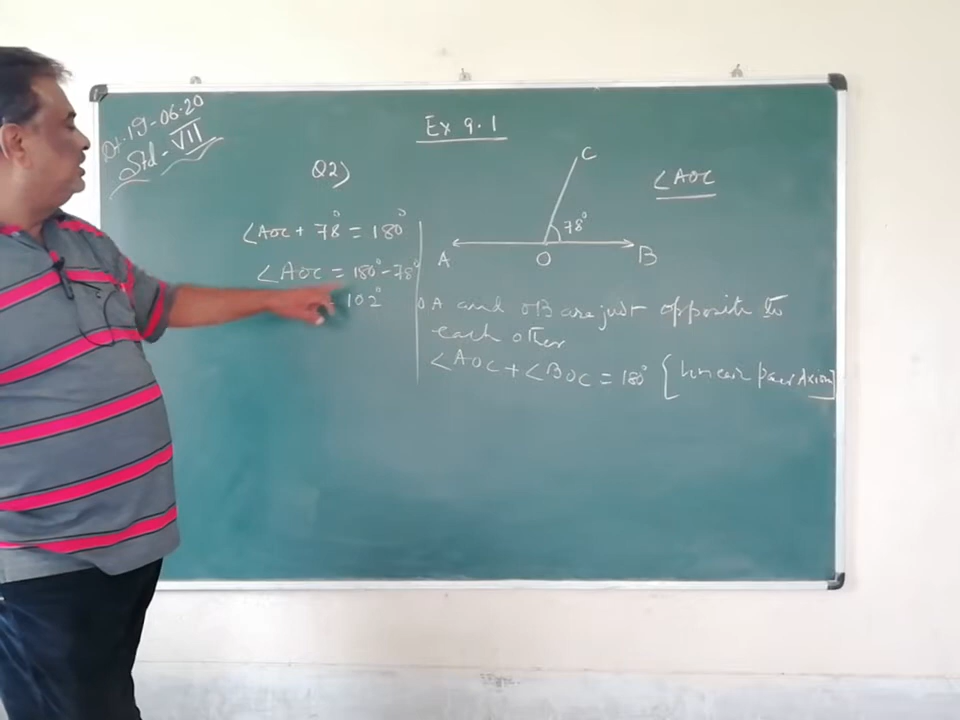 Dt. 19-06-20
Std - VII
Ex 9.1
Q2)
∠AOC
C
78°
A
O
B
∠AOC + 78° = 180°
∠AOC = 180° - 78°
102°
OA and OB are just opposite to
each other
∠AOC + ∠BOC = 180° [linear pair Axiom]